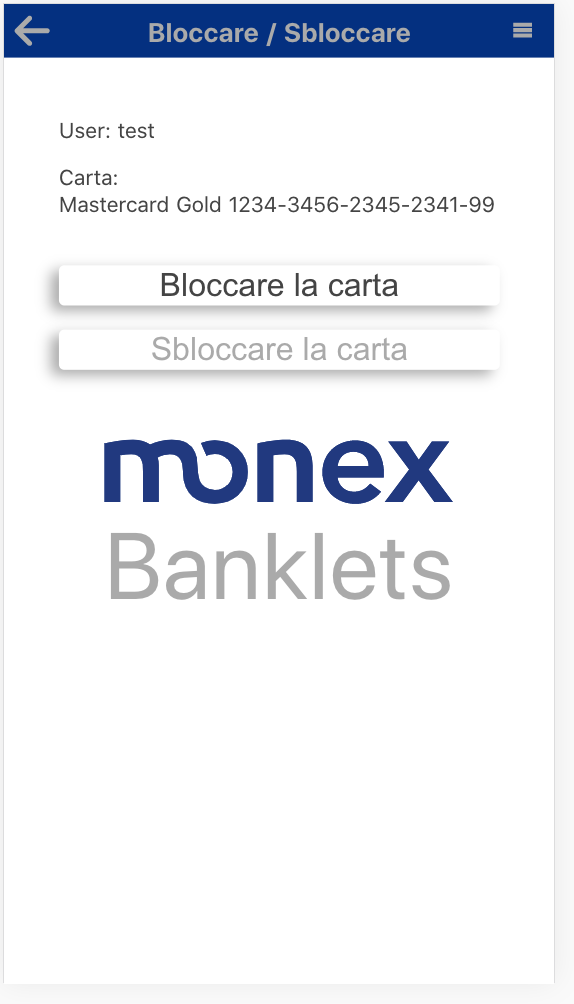 Bloccare / Sbloccare
User: test
Carta:
Mastercard Gold 1234-3456-2345-2341-99
Bloccare la carta
Sbloccare la carta
monex
Banklets